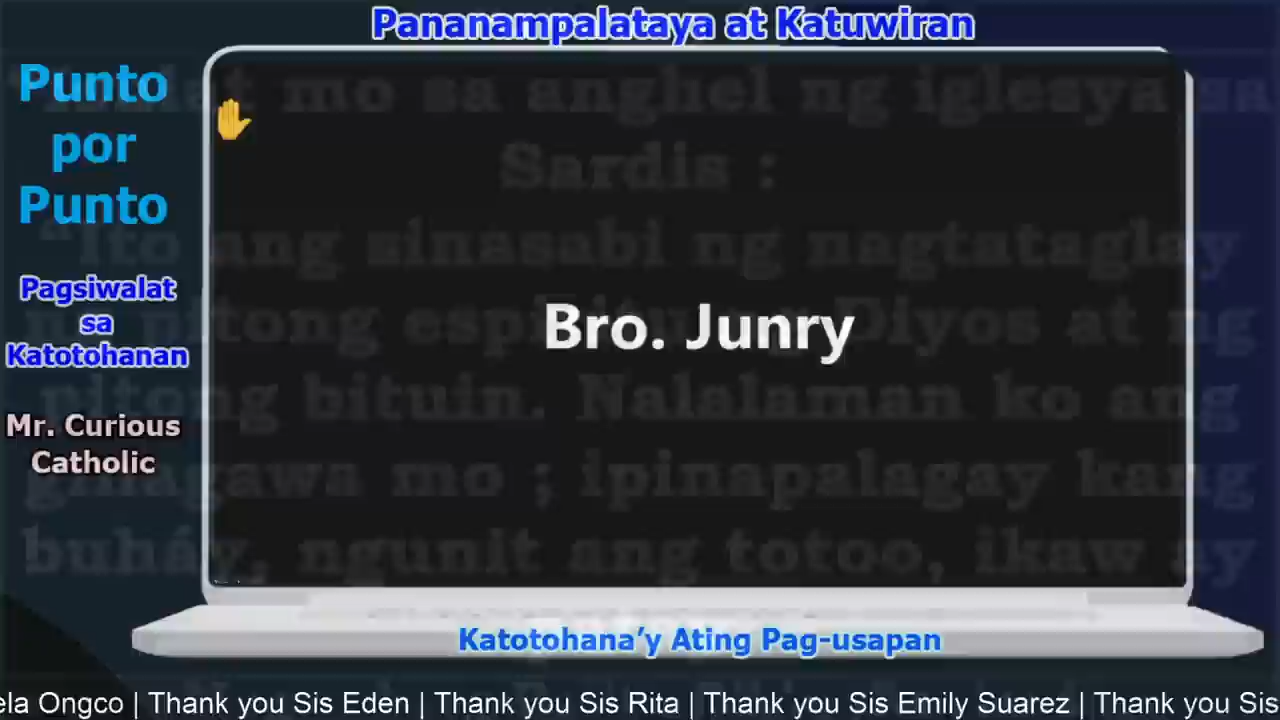 Pananampalataya at Katuwiran
Punto
por
Punto
Pagsiwalat
sa
Katotohanan
Mr. Curious
Catholic
mo sa anghel ng iglesya sa
Sardis :
“Ito ang sinasabi ng nagtataglay
ng pitong espiritu ng Diyos at ng
pitong bituin. Nalalaman ko ang
ginagawa mo ; ipinapalagay kang
buháy, ngunit ang totoo, ikaw ay
Bro. Junry
Katotohana’y Ating Pag-usapan
ela Ongco | Thank you Sis Eden | Thank you Sis Rita | Thank you Sis Emily Suarez | Thank you Sis